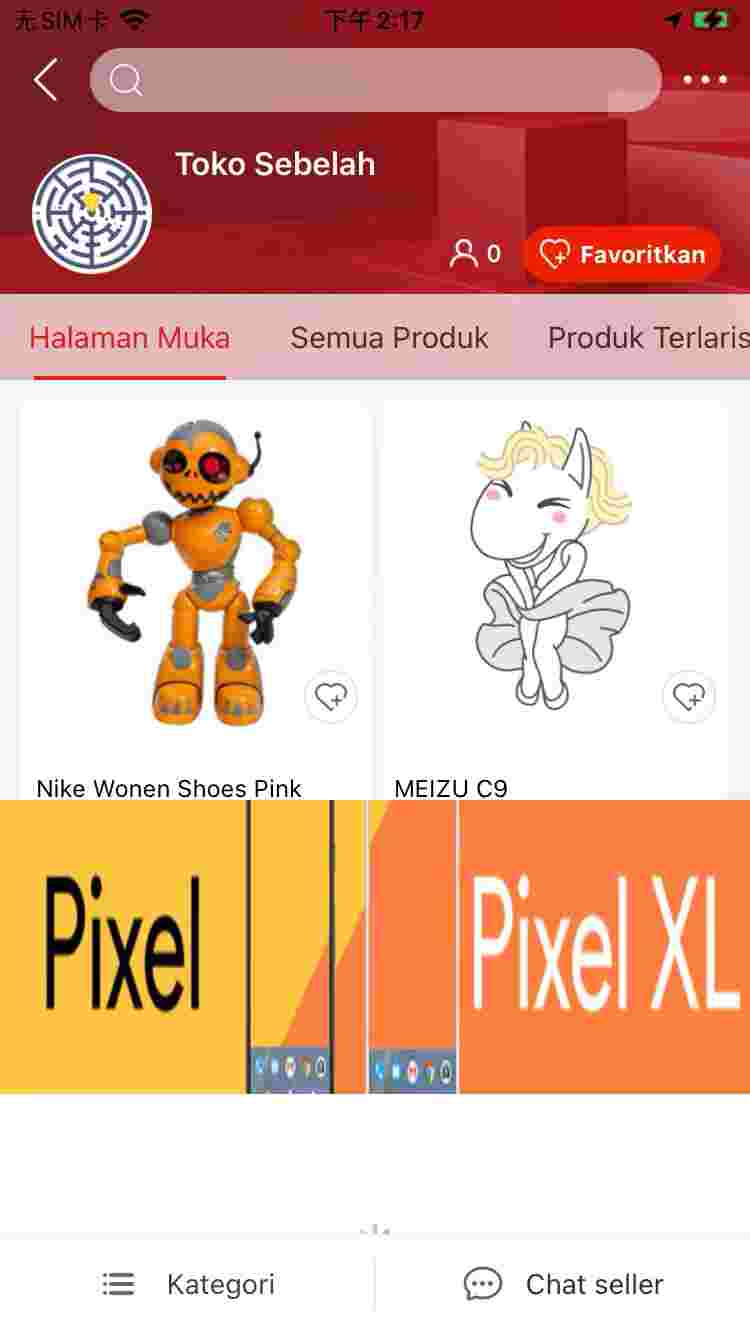 无SIM卡 下午2:17
Toko Sebelah
0 Favoritkan
Halaman Muka Semua Produk Produk Terlaris
Nike Wonen Shoes Pink MEIZU C9
Pixel Pixel XL
Kategori Chat seller